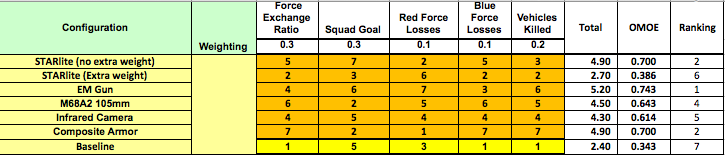 Configuration Weighting Force Exchange Ratio Squad Goal Red Force Losses Blue Force Losses Vehicles Killed Total OMOE Ranking
0.3 0.3 0.1 0.1 0.2
STARlite (no extra weight) 5 7 2 5 3 4.90 0.700 2
STARlite (Extra weight) 2 3 6 2 2 2.70 0.386 6
EM Gun 4 6 7 3 6 5.20 0.743 1
M68A2 105mm 6 2 5 6 5 4.50 0.643 4
Infrared Camera 4 5 4 4 4 4.30 0.614 5
Composite Armor 7 2 1 7 7 4.90 0.700 2
Baseline 1 5 3 1 1 2.40 0.343 7